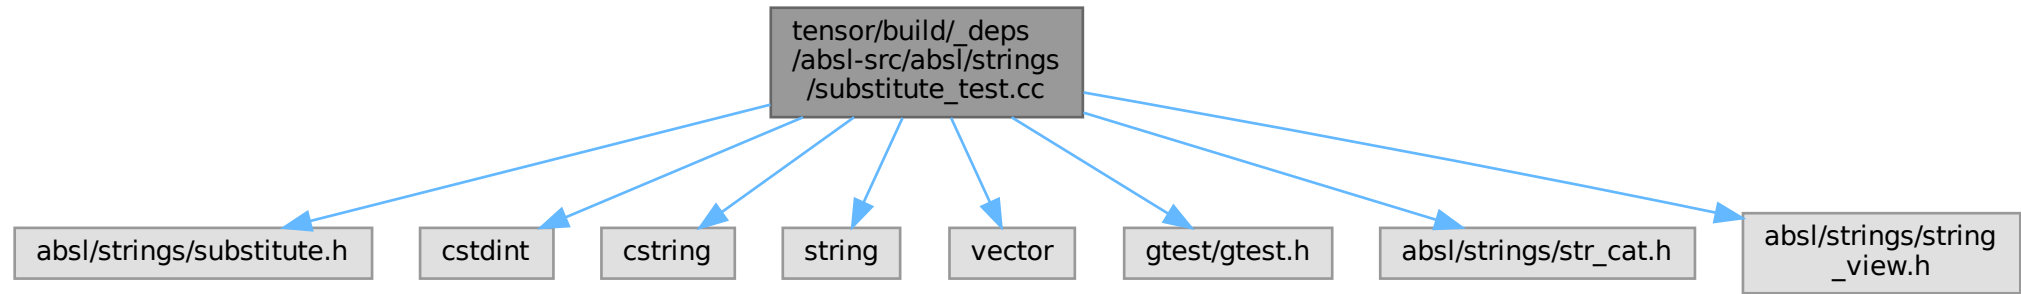 tensor/build/_deps
/absl-src/absl/strings
/substitute_test.cc
absl/strings/substitute.h
cstdint
cstring
string
vector
gtest/gtest.h
absl/strings/str_cat.h
absl/strings/string
_view.h